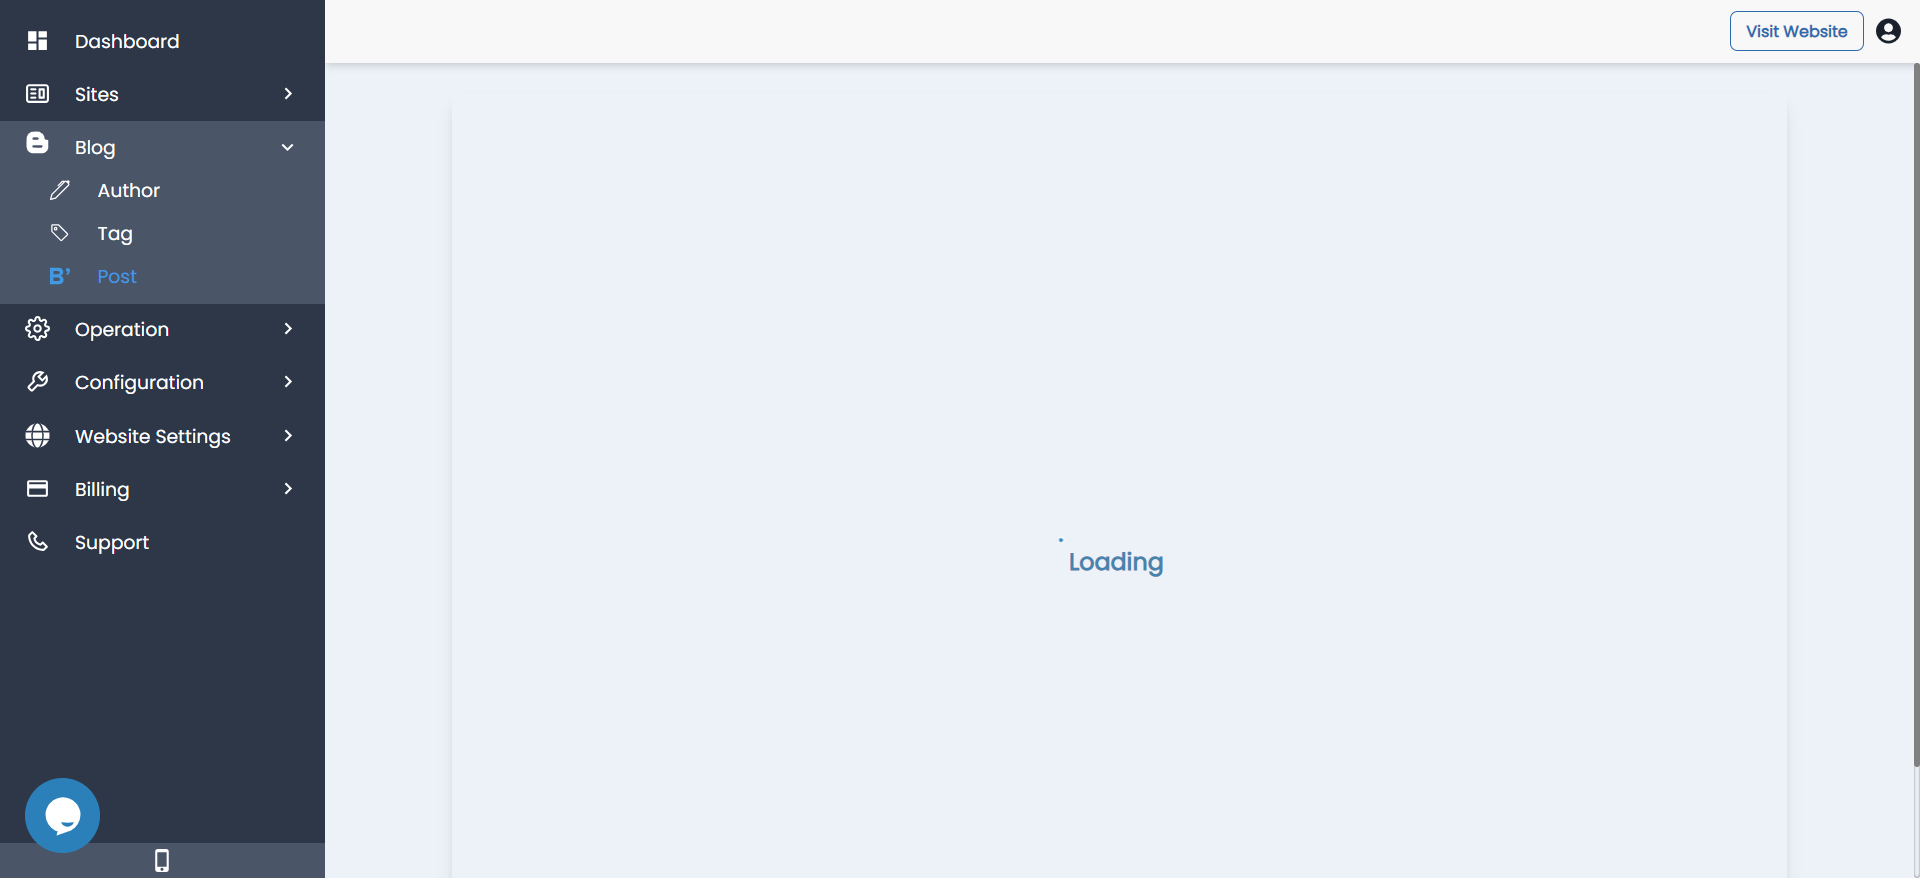 Visit Website
Dashboard
Sites
Blog
Author
Tag
Post
Operation
Configuration
Website Settings
Billing
Support
Loading